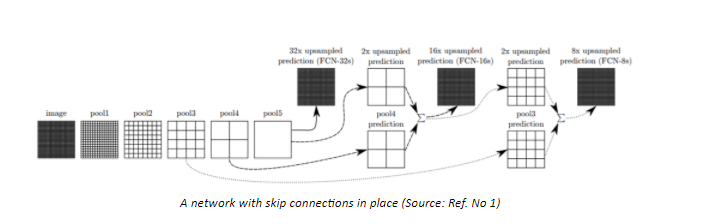 32x upsampled
prediction (FCN-32s)
2x upsampled
prediction
16x upsampled
prediction (FCN-16s)
2x upsampled
prediction
8x upsampled
prediction (FCN-8s)
image
pool1
pool2
pool3
pool4
pool5
pool4
prediction
pool3
prediction
A network with skip connections in place (Source: Ref. No 1)